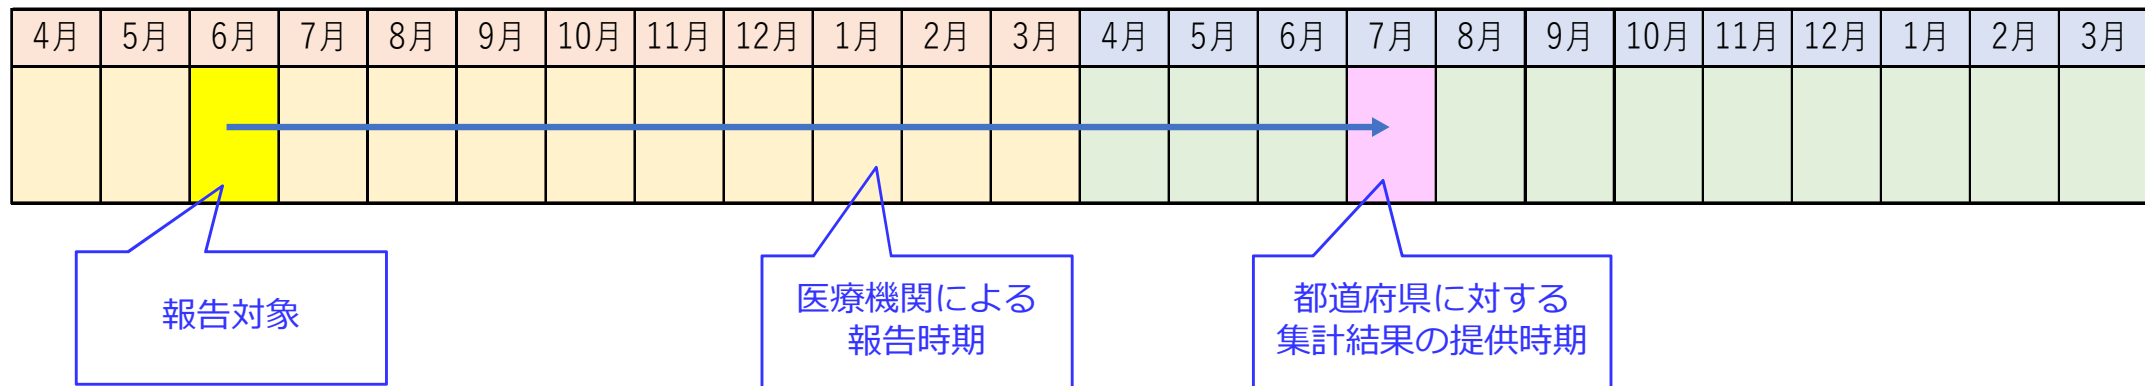 4月 5月 6月 7月 8月 9月 10月 11月 12月 1月 2月 3月 4月 5月 6月 7月 8月 9月 10月 11月 12月 1月 2月 3月
報告対象
医療機関による
報告時期
都道府県に対する
集計結果の提供時期